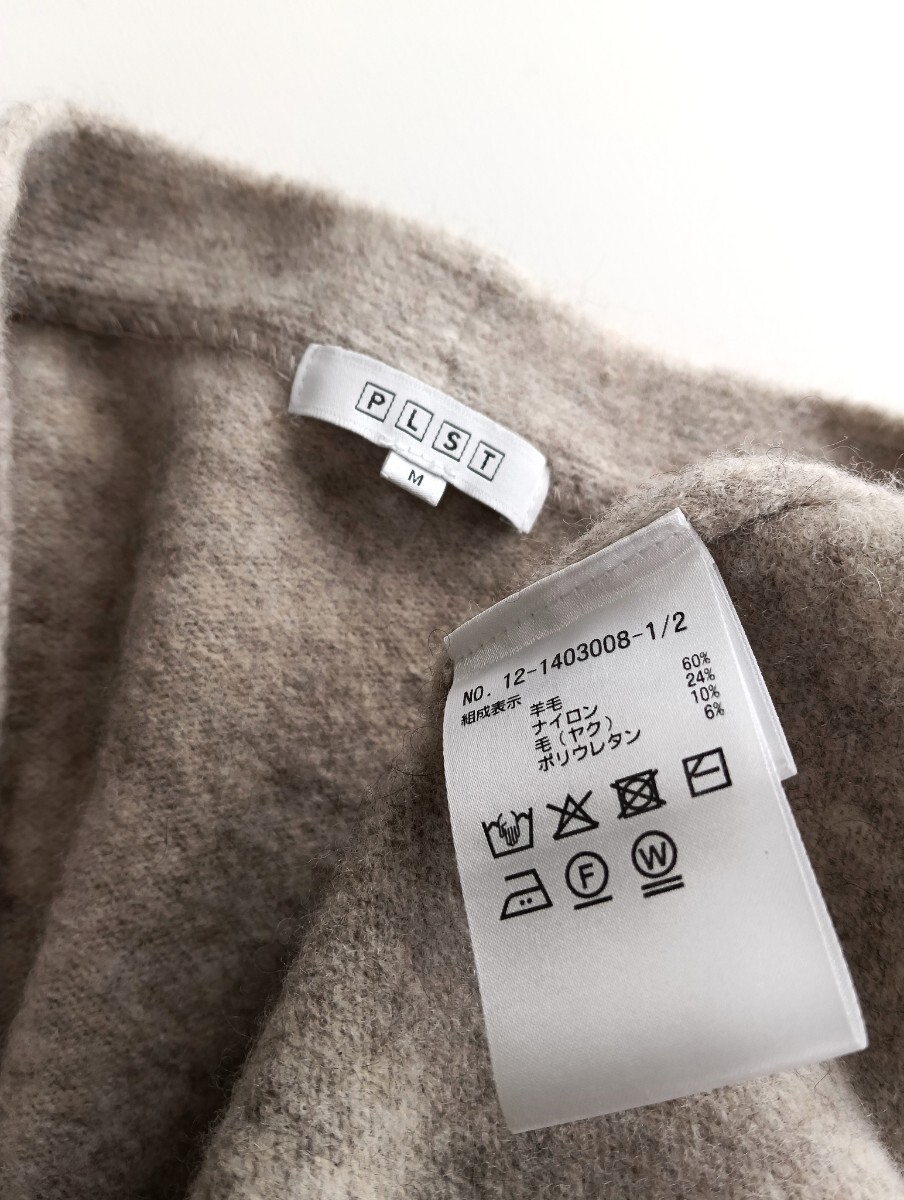 PLST
M
NO. 12-1403008-1/2
組成表示 羊毛 60%
ナイロン 24%
毛(ヤク) 10%
ポリウレタン 6%
F W